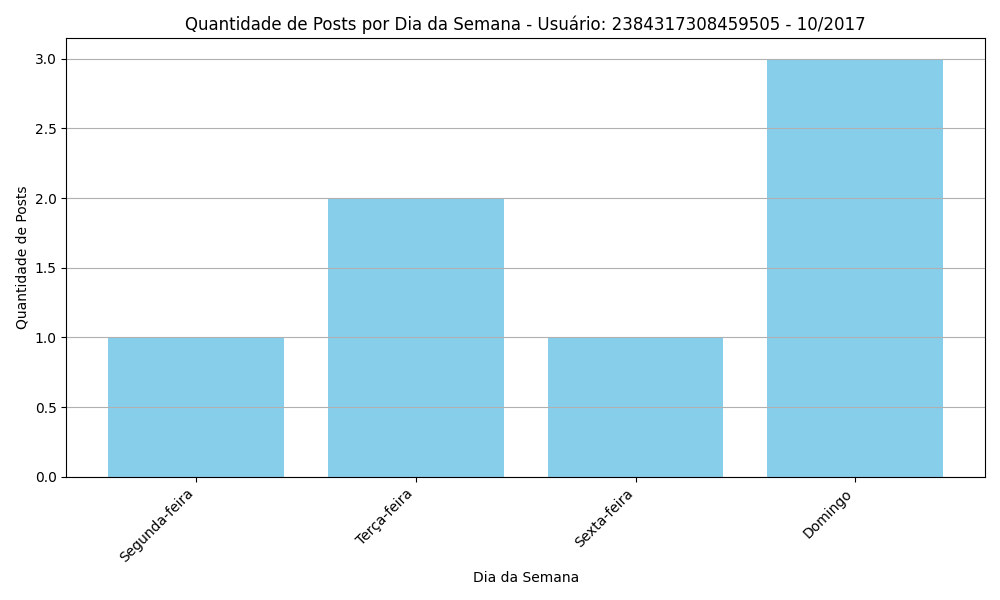 Quantidade de Posts por Dia da Semana - Usuário: 2384317308459505 - 10/2017
Quantidade de Posts
3.0
2.5
2.0
1.5
1.0
0.5
0.0
Segunda-feira
Terça-feira
Sexta-feira
Domingo
Dia da Semana